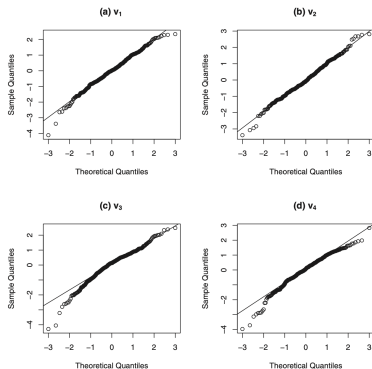 (a) v1
Sample Quantiles
-4 -3 -2 -1 0 1 2
-3 -2 -1 0 1 2 3
Theoretical Quantiles
(b) v2
Sample Quantiles
-3 -2 -1 0 1 2 3
-3 -2 -1 0 1 2 3
Theoretical Quantiles
(c) v3
Sample Quantiles
-4 -2 0 2
-3 -2 -1 0 1 2 3
Theoretical Quantiles
(d) v4
Sample Quantiles
-4 -2 0 1 2 3
-3 -2 -1 0 1 2 3
Theoretical Quantiles